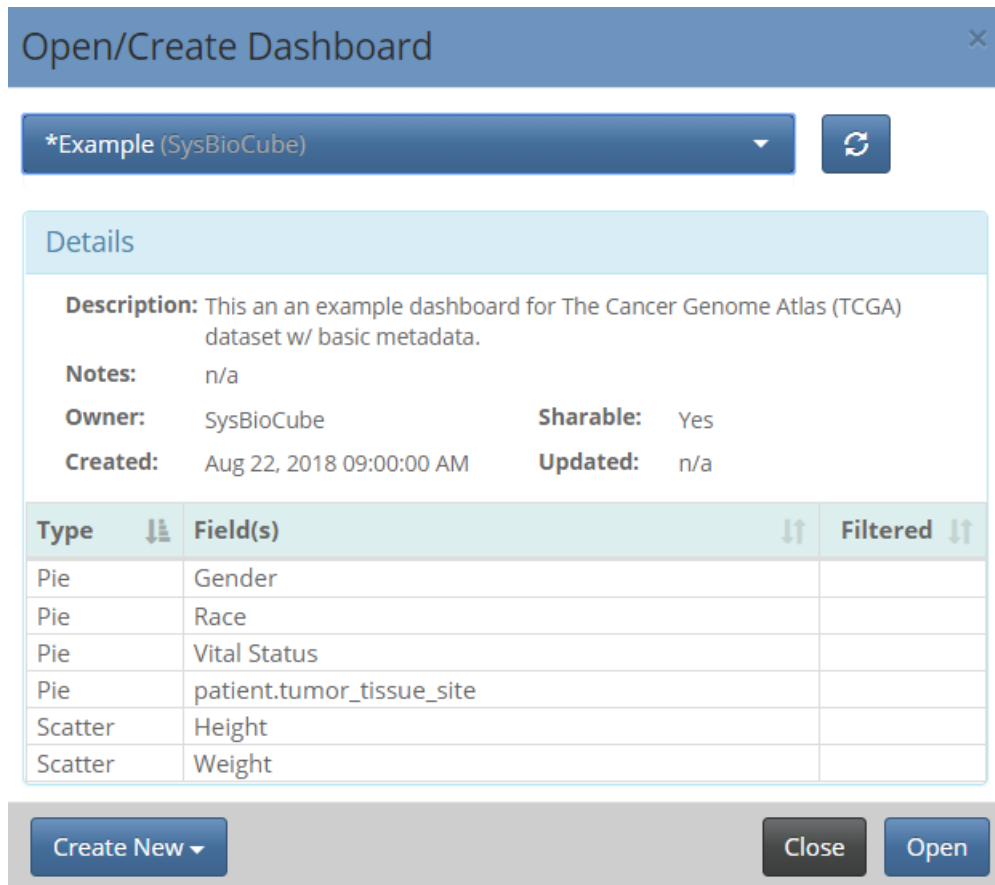 Open/Create Dashboard
*Example (SysBioCube)
Details
Description: This an an example dashboard for The Cancer Genome Atlas (TCGA)
dataset w/ basic metadata.
Notes: n/a
Owner: SysBioCube Sharable: Yes
Created: Aug 22, 2018 09:00:00 AM Updated: n/a
Type Field(s) Filtered
Pie Gender
Pie Race
Pie Vital Status
Pie patient.tumor_tissue_site
Scatter Height
Scatter Weight
Create New Close Open